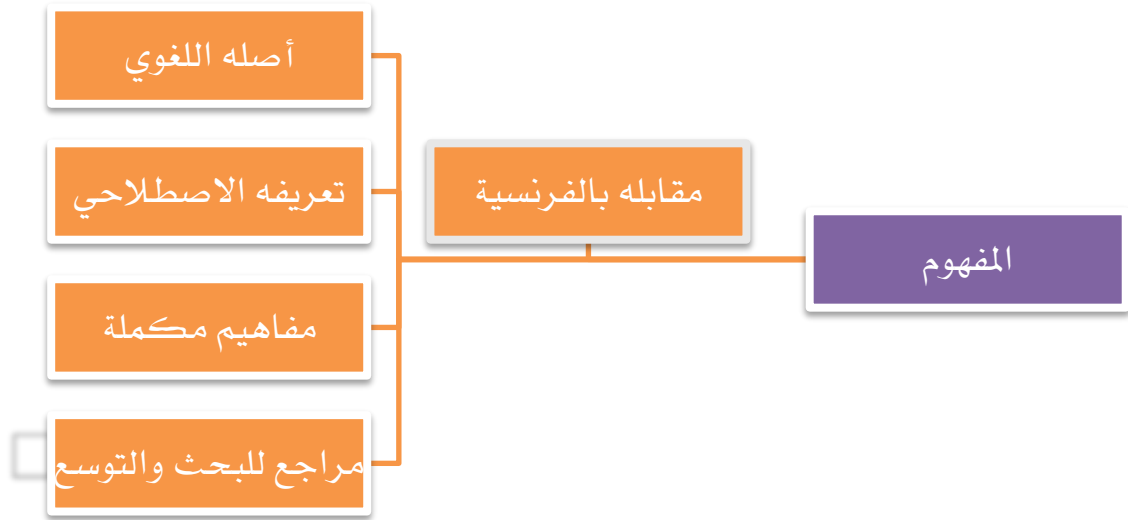 المفهوم
مقابله بالفرنسية
أصله اللغوي
تعريفه الاصطلاحي
مفاهيم مكملة
مراجع للبحث والتوسع